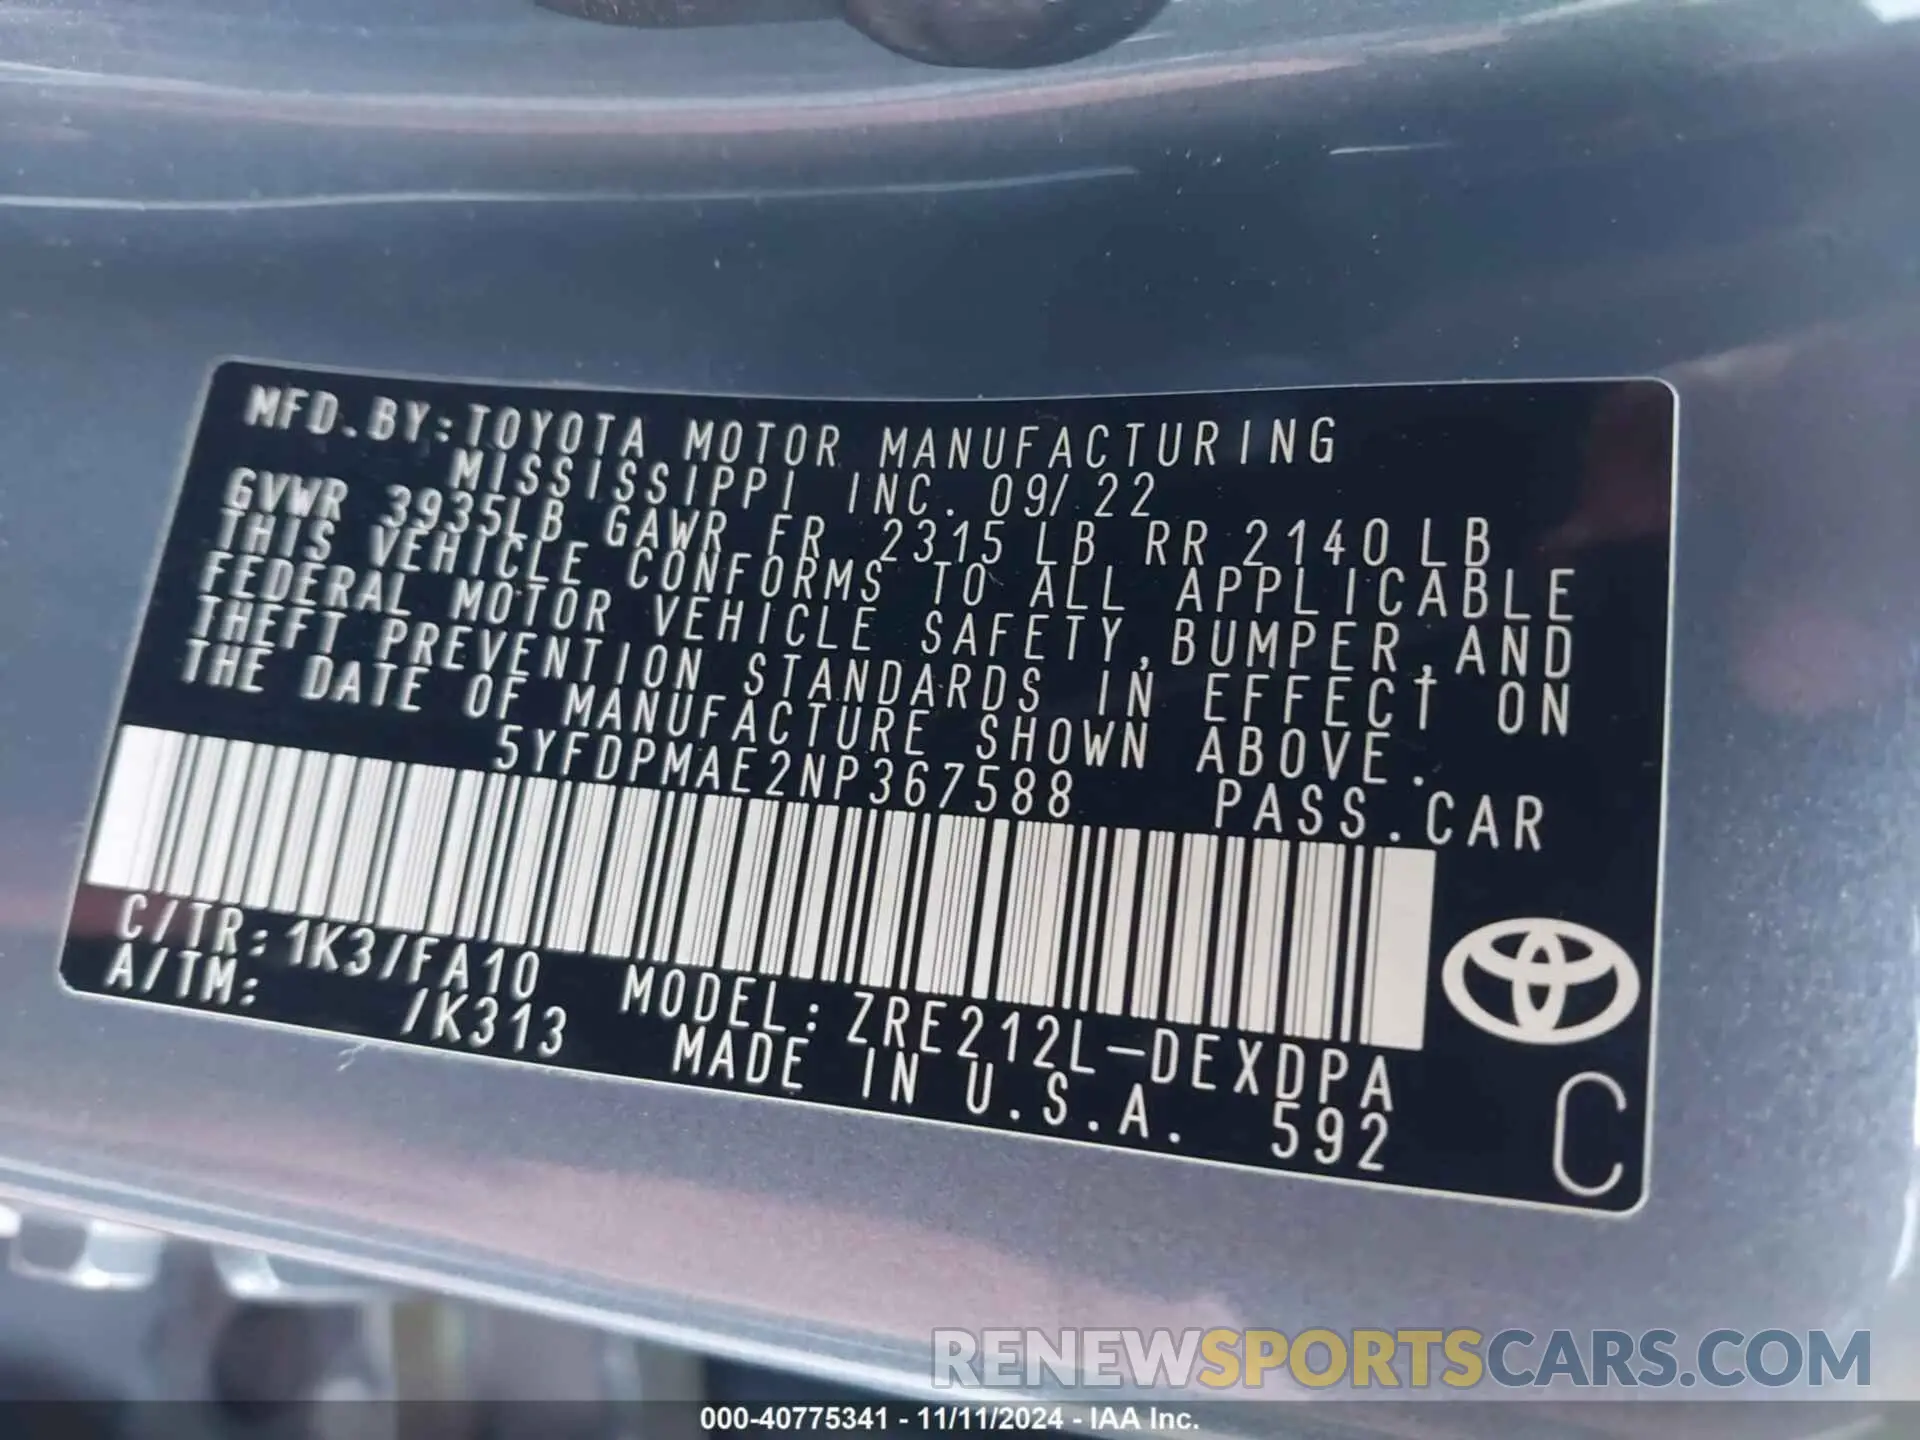 MFD.BY:TOYOTA MOTOR MANUFACTURING
MISSISSIPPI INC. 09/22
GVWR 3935LB GAWR FR 2315LB RR 2140LB
THIS VEHICLE CONFORMS TO ALL APPLICABLE
FEDERAL MOTOR VEHICLE SAFETY,BUMPER,AND
THEFT PREVENTION STANDARDS IN EFFECT ON
THE DATE OF MANUFACTURE SHOWN ABOVE.
5YFDPMAE2NP367588 PASS.CAR
C/TR:1K3/FA10 MODEL:ZRE212L-DEXDPA
A/TM: /K313 MADE IN U.S.A. 592
C
RENEWSPORTSCARS.COM
000-40775341 - 11/11/2024 - IAA Inc.